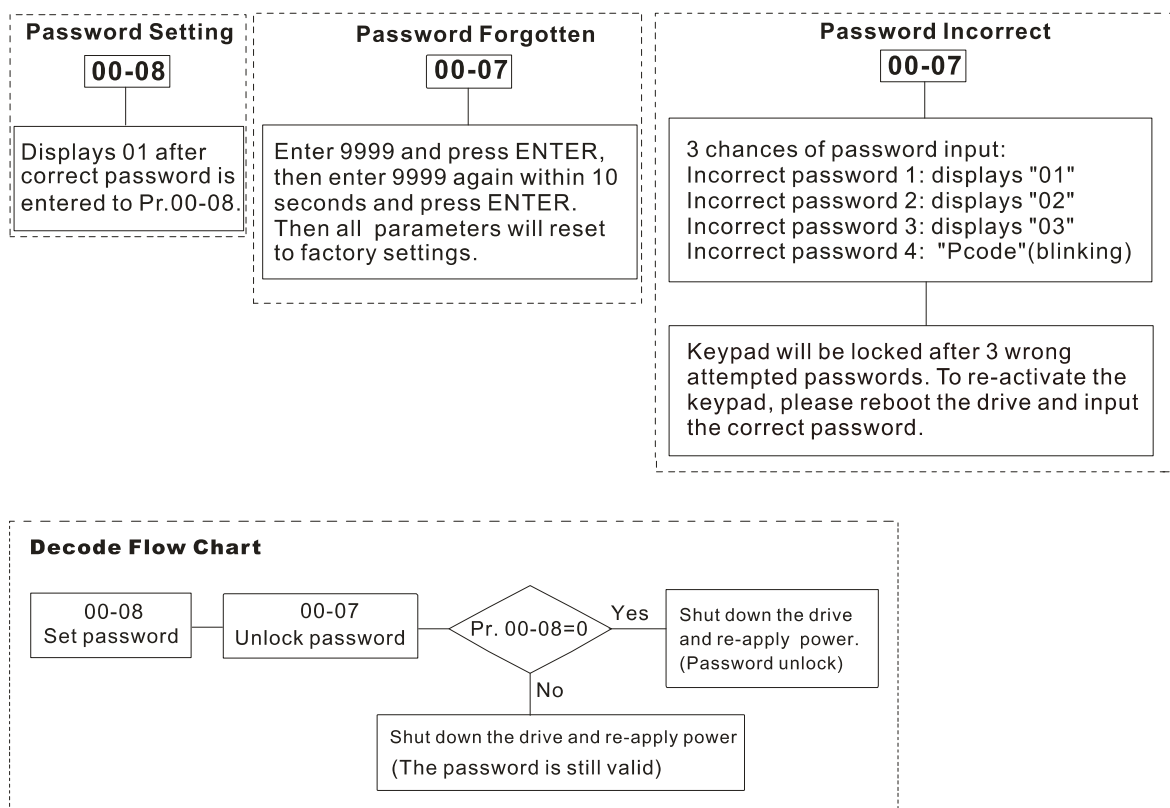 Password Setting
00-08
Displays 01 after
correct password is
entered to Pr.00-08.
Password Forgotten
00-07
Enter 9999 and press ENTER,
then enter 9999 again within 10
seconds and press ENTER.
Then all parameters will reset
to factory settings.
Password Incorrect
00-07
3 chances of password input:
Incorrect password 1: displays "01"
Incorrect password 2: displays "02"
Incorrect password 3: displays "03"
Incorrect password 4: "Pcode"(blinking)
Keypad will be locked after 3 wrong
attempted passwords. To re-activate the
keypad, please reboot the drive and input
the correct password.
Decode Flow Chart
00-08
Set password
00-07
Unlock password
Pr. 00-08=0
Yes
Shut down the drive
and re-apply power.
(Password unlock)
No
Shut down the drive and re-apply power
(The password is still valid)